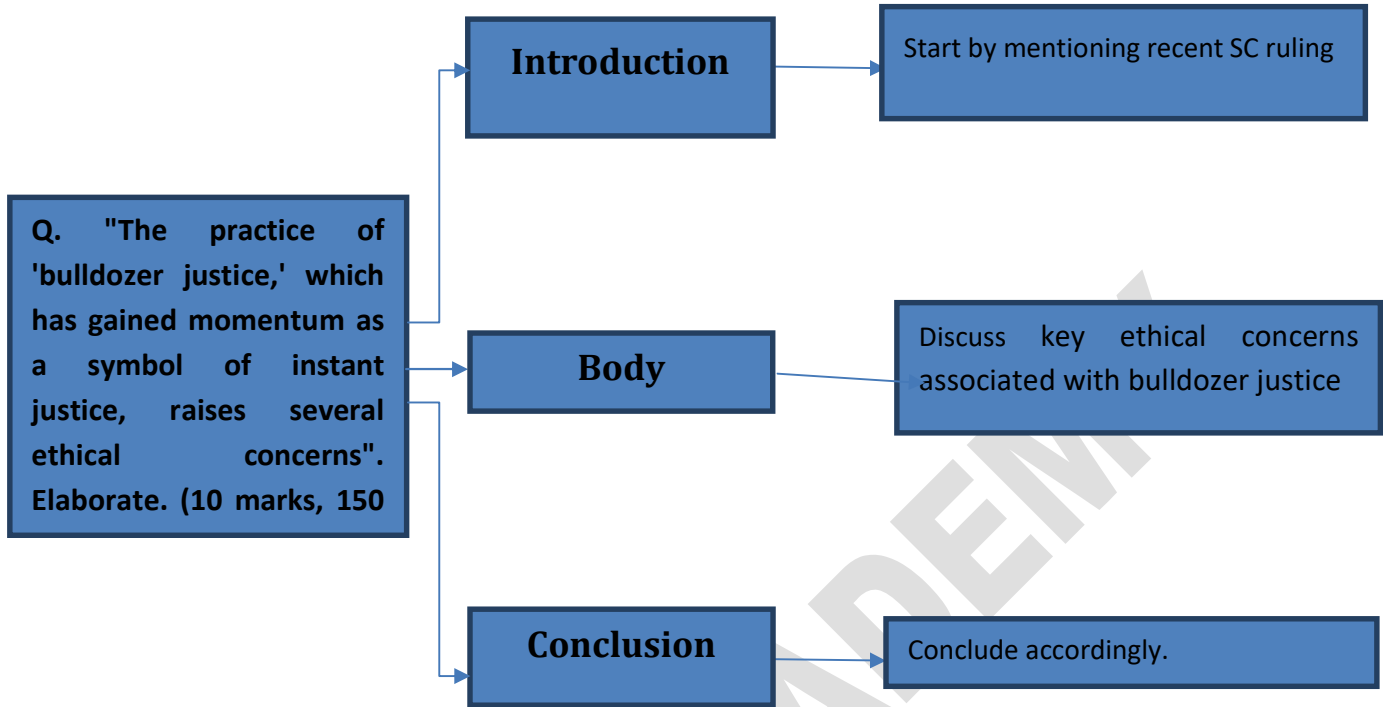 Introduction
Start by mentioning recent SC ruling
Q. "The practice of
'bulldozer justice,' which
has gained momentum as
a symbol of instant
justice, raises several
ethical concerns".
Elaborate. (10 marks, 150
Body
Discuss key ethical concerns
associated with bulldozer justice
Conclusion
Conclude accordingly.
ADEMY